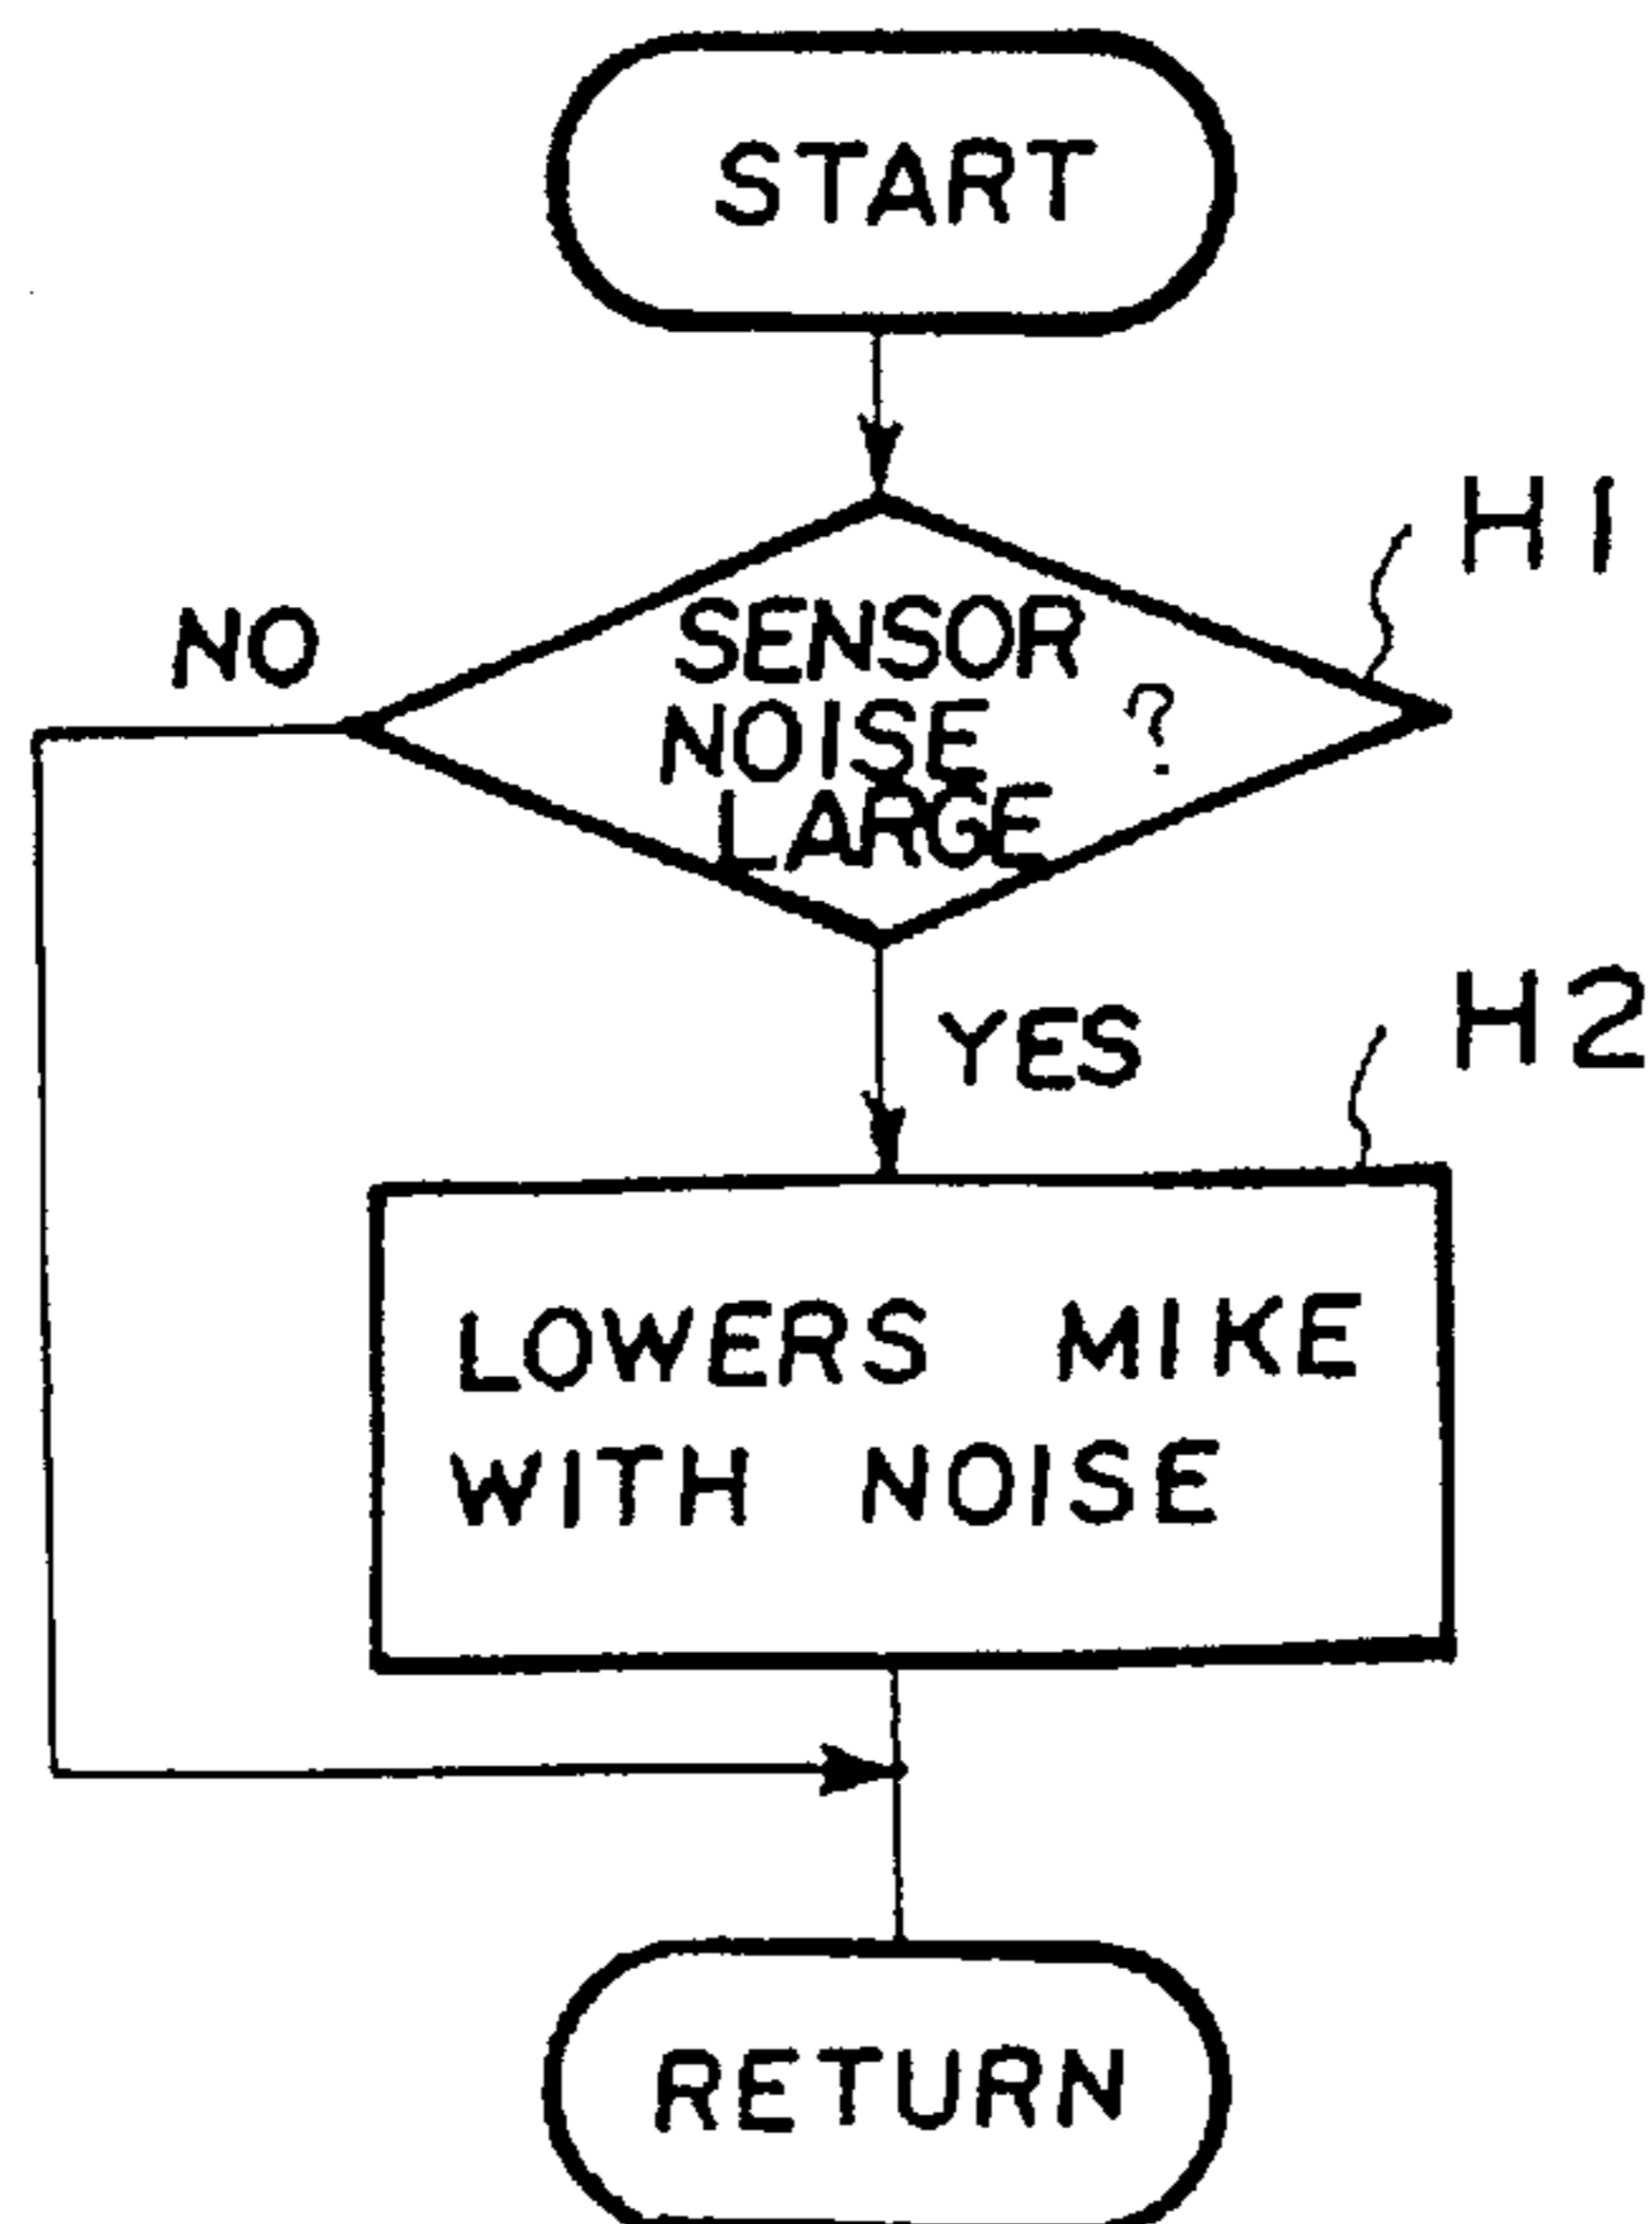 START
H1
NO
SENSOR
NOISE ?
LARGE
YES
H2
LOWERS MIKE
WITH NOISE
RETURN